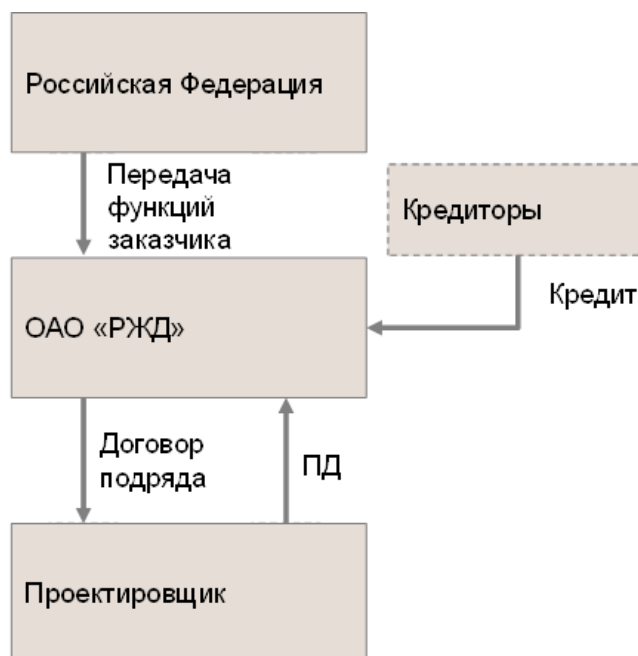 Российская Федерация
Передача
функций
заказчика
Кредиторы
Кредит
ОАО «РЖД»
Договор
подряда
ПД
Проектировщик